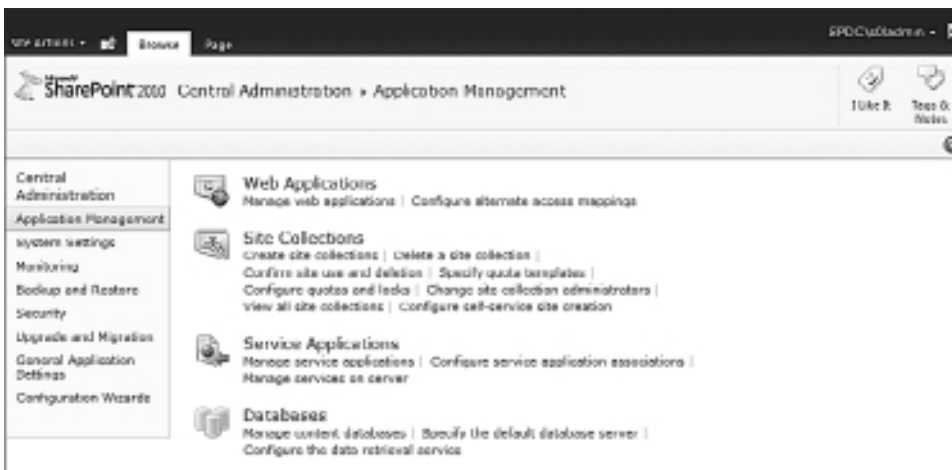 Site Actions
Browse
Page
Microsoft
SharePoint 2010
Central Administration ▸ Application Management
I Like It
Tags &
Notes
Central
Administration
Application Management
System Settings
Monitoring
Backup and Restore
Security
Upgrade and Migration
General Application
Settings
Configuration Wizards
Web Applications
Manage web applications | Configure alternate access mappings
Site Collections
Create site collections | Delete a site collection |
Confirm site use and deletion | Specify quota templates |
Configure quotas and locks | Change site collection administrators |
View all site collections | Configure self-service site creation
Service Applications
Manage service applications | Configure service application associations |
Manage services on server
Databases
Manage content databases | Specify the default database server |
Configure the data retrieval service